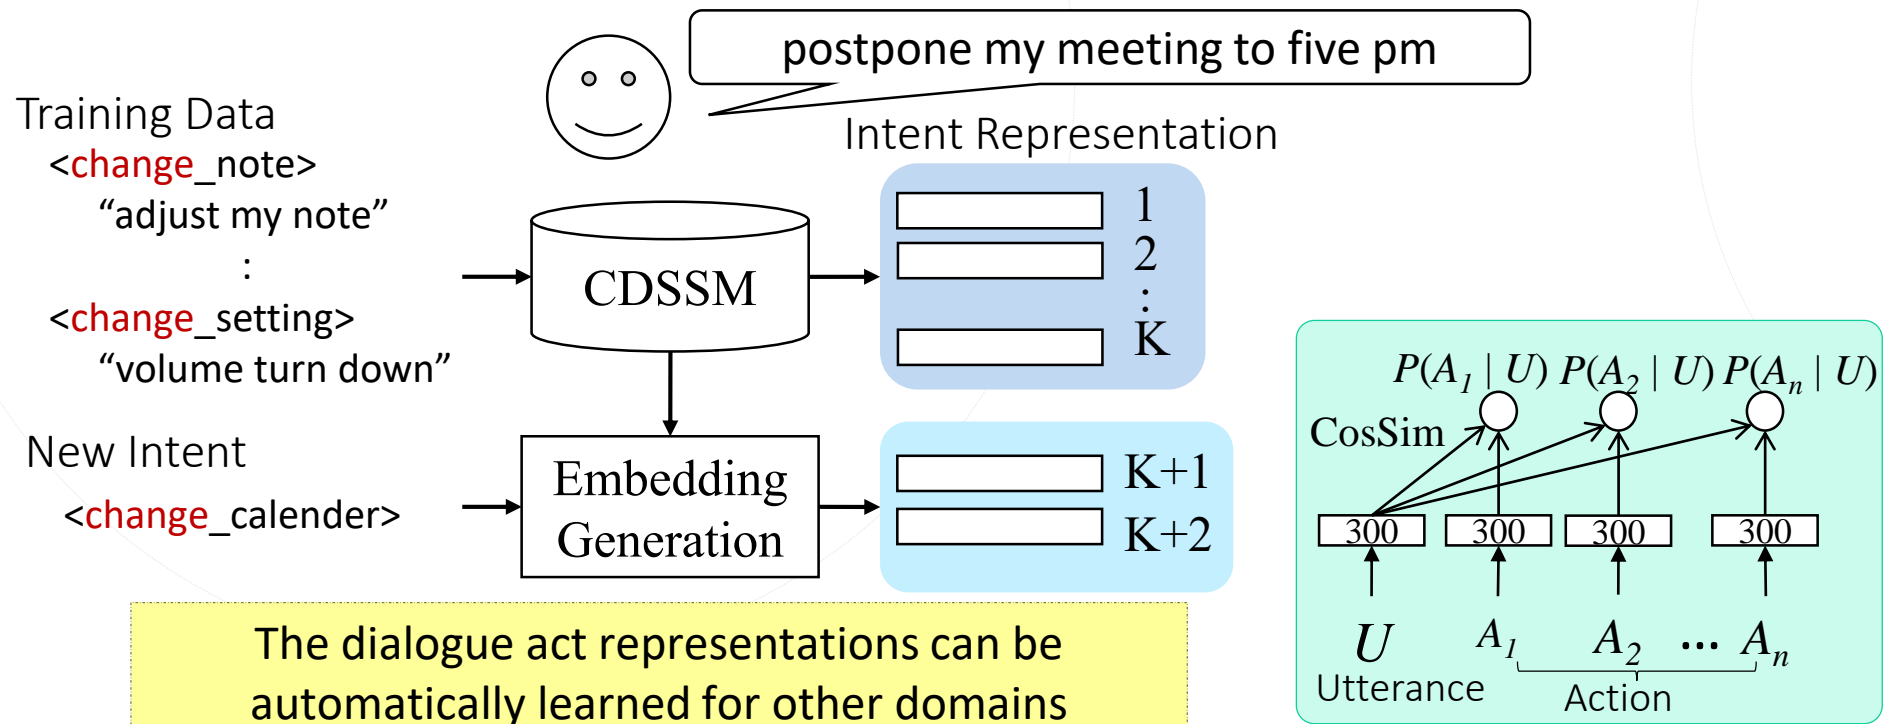 postpone my meeting to five pm
Training Data
<change_note>
“adjust my note”
:
<change_setting>
“volume turn down”
New Intent
<change_calender>
CDSSM
Embedding
Generation
Intent Representation
1
2
:
K
K+1
K+2
The dialogue act representations can be
automatically learned for other domains
P(A1 | U) P(A2 | U) P(An | U)
CosSim
300 300 300 300
U A1 A2 ... An
Utterance Action